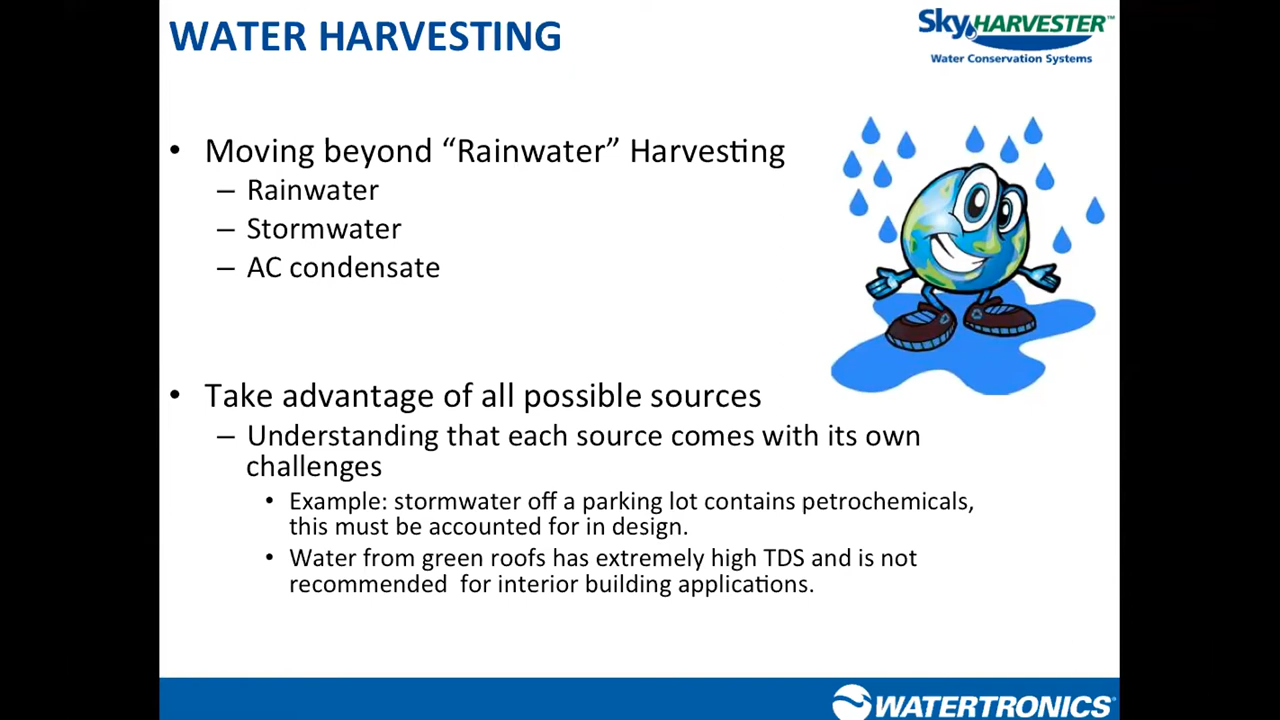 WATER HARVESTING
SkyHARVESTER™
Water Conservation Systems
• Moving beyond “Rainwater” Harvesting
– Rainwater
– Stormwater
– AC condensate
• Take advantage of all possible sources
– Understanding that each source comes with its own
challenges
• Example: stormwater off a parking lot contains petrochemicals,
this must be accounted for in design.
• Water from green roofs has extremely high TDS and is not
recommended for interior building applications.
WATERTRONICS